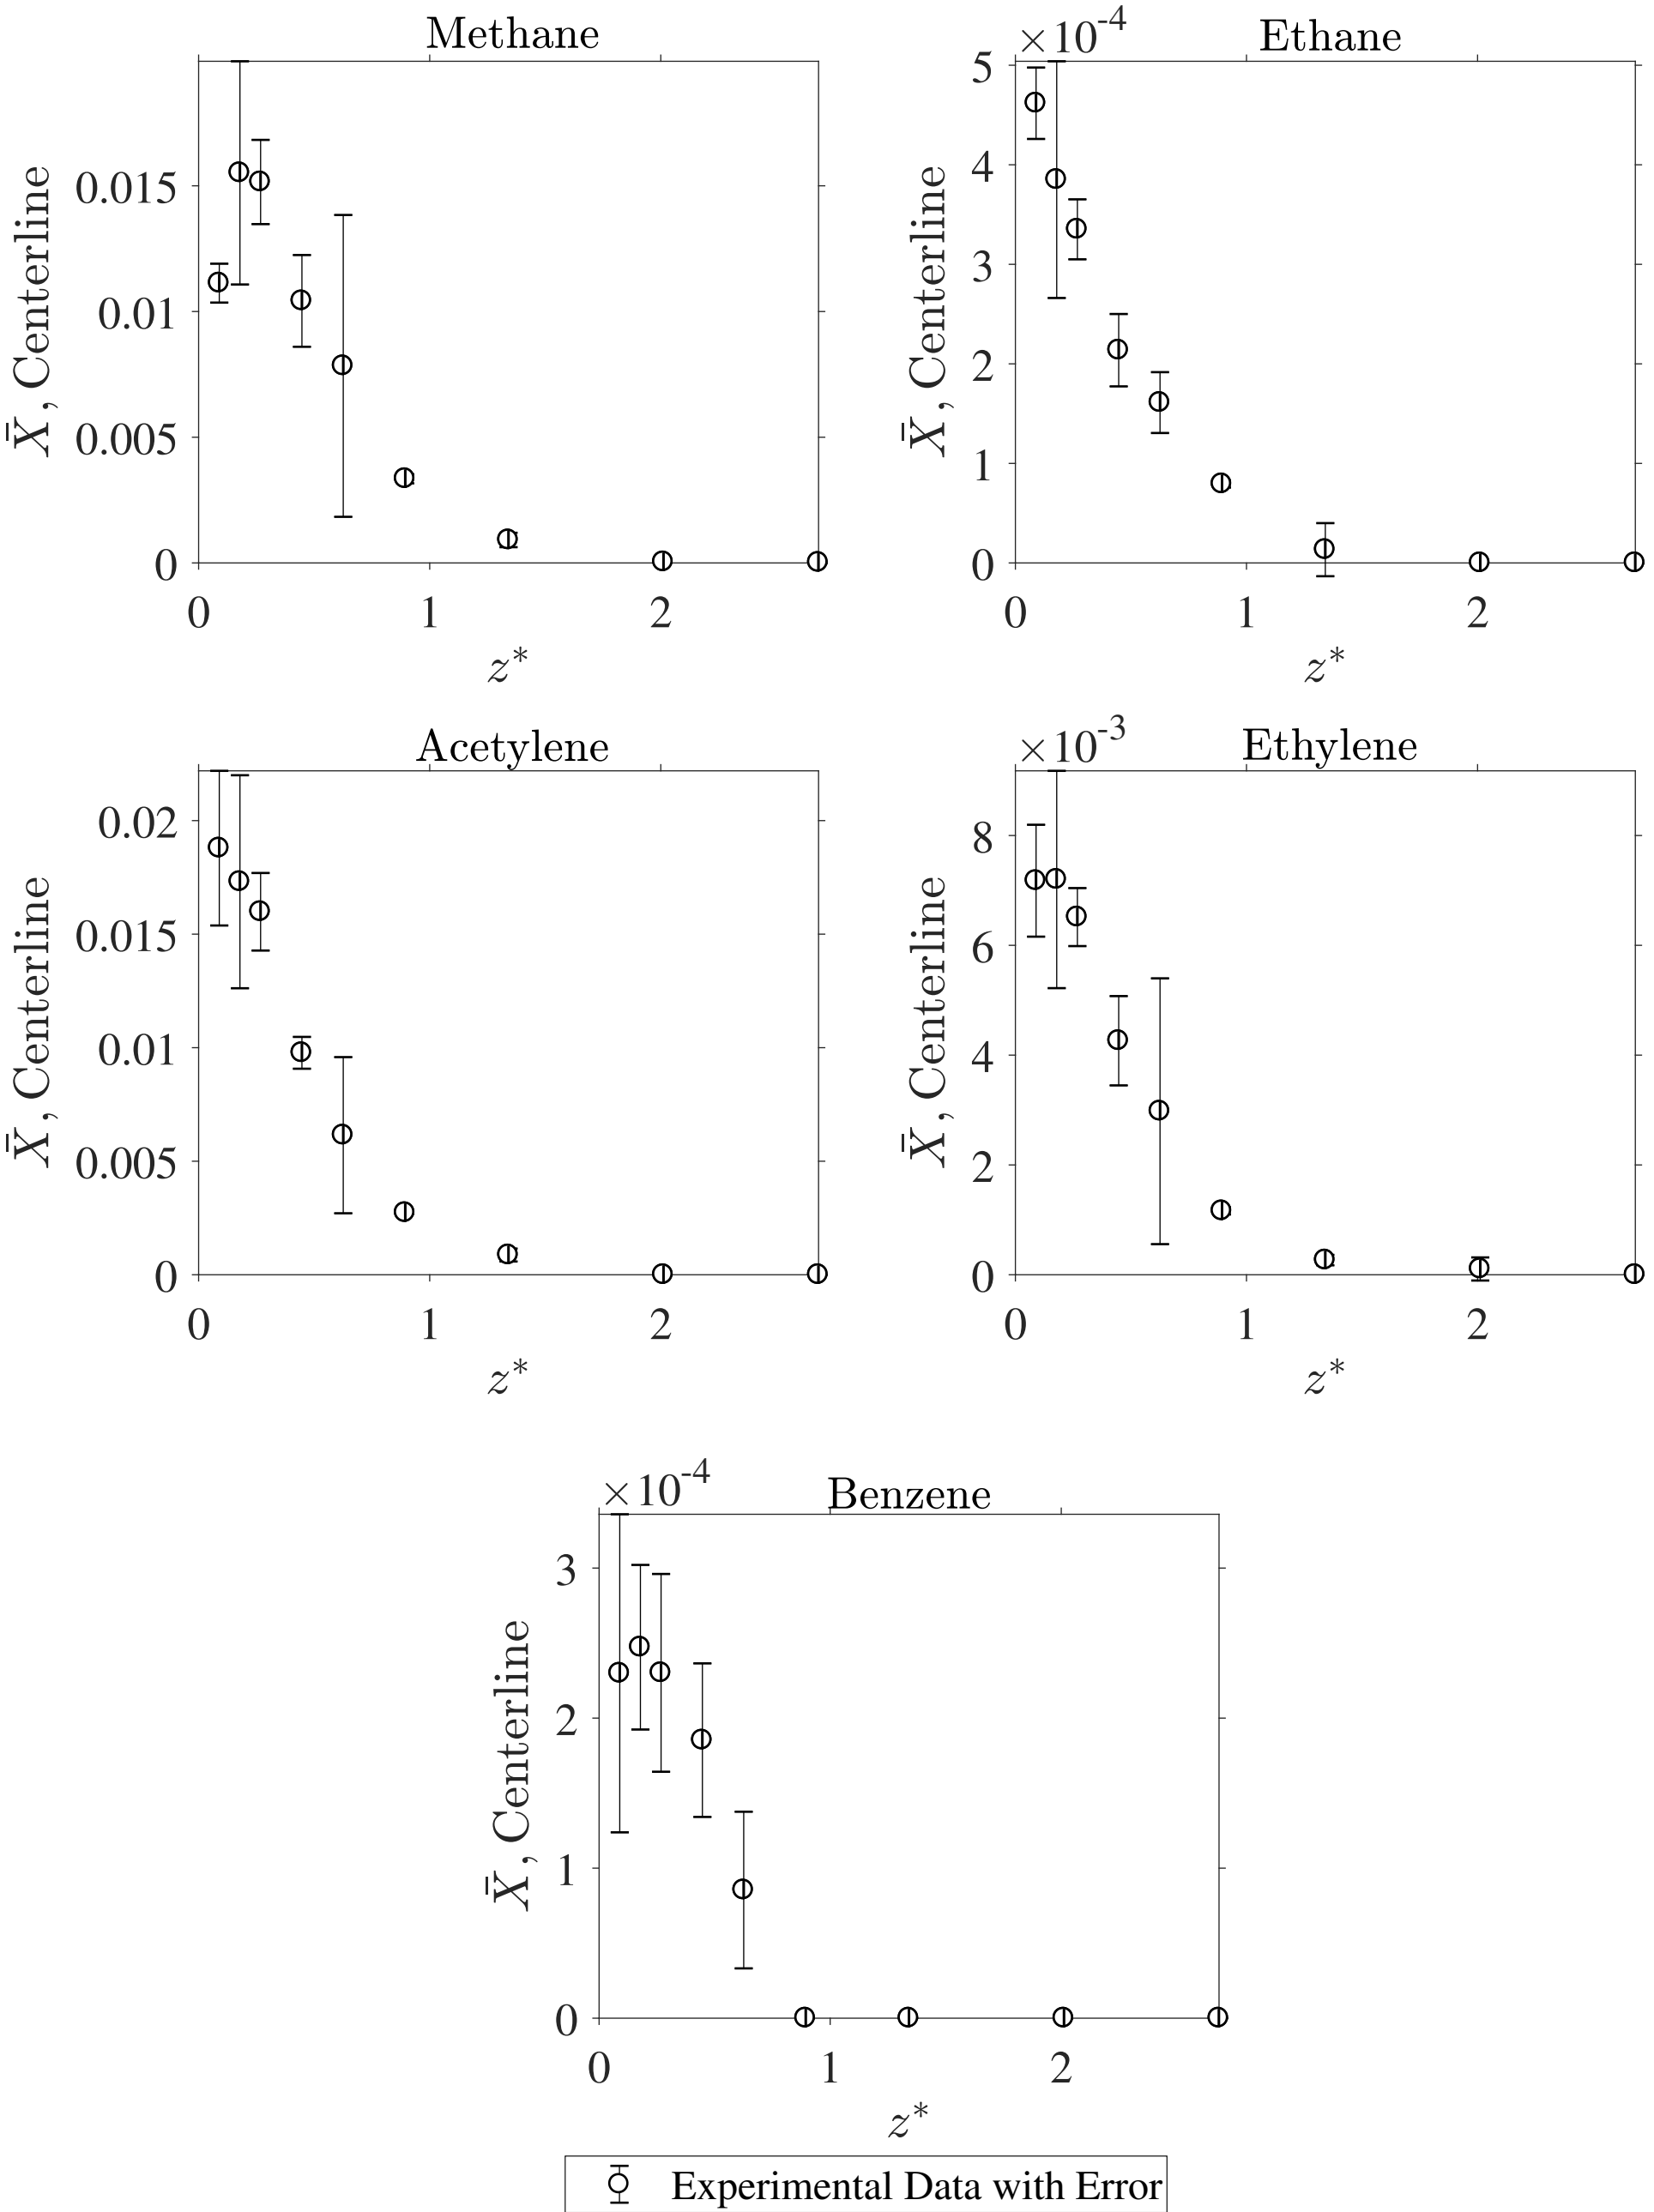 Methane
X̄, Centerline
0.015
0.01
0.005
0
0 1 2
z*
×10-4 Ethane
X̄, Centerline
5
4
3
2
1
0
0 1 2
z*
Acetylene
X̄, Centerline
0.02
0.015
0.01
0.005
0
0 1 2
z*
×10-3 Ethylene
X̄, Centerline
8
6
4
2
0
0 1 2
z*
×10-4 Benzene
X̄, Centerline
3
2
1
0
0 1 2
z*
Experimental Data with Error